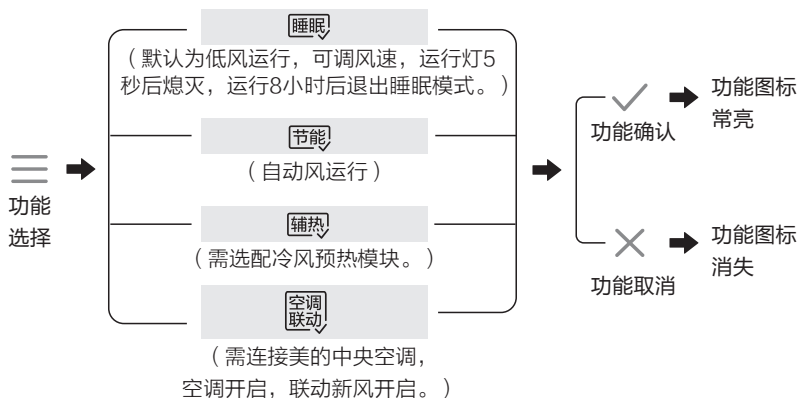 功能
选择
睡眠
（默认为低风运行，可调风速，运行灯5
秒后熄灭，运行8小时后退出睡眠模式。）
节能
（自动风运行）
辅热
（需选配冷风预热模块。）
空调
联动
（需连接美的中央空调，
空调开启，联动新风开启。）
功能确认
功能图标
常亮
功能取消
功能图标
消失